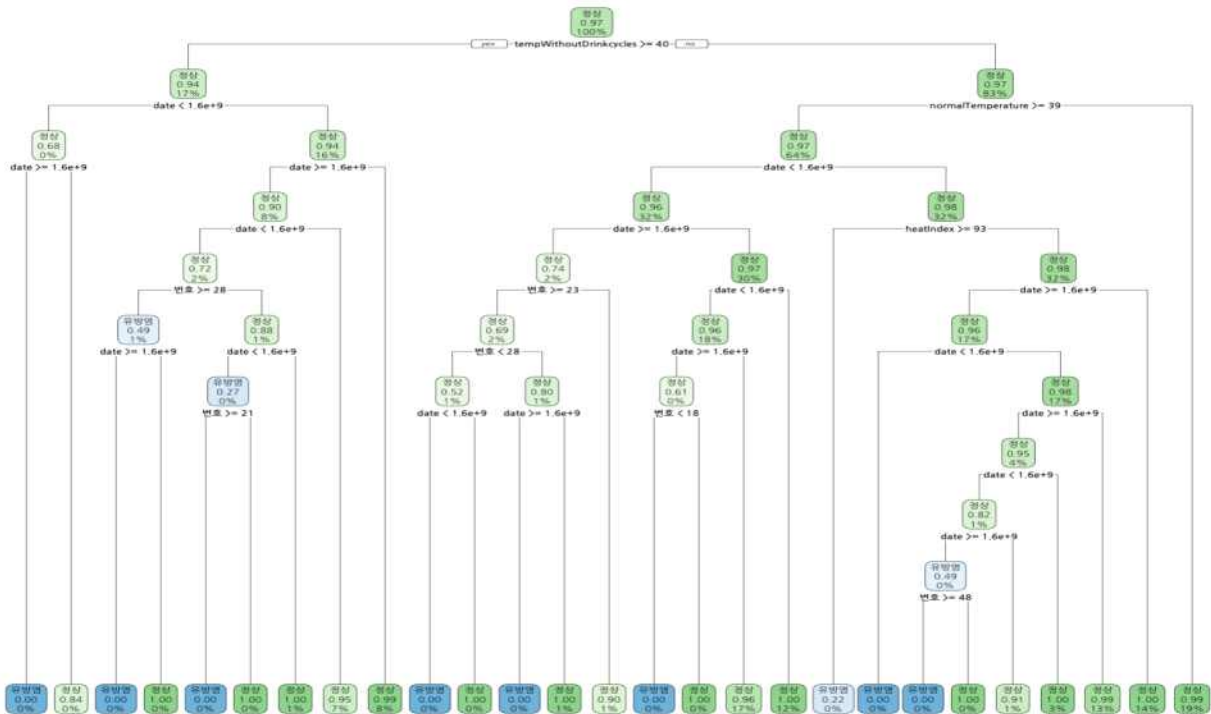 정상
0.97
100%
yes tempWithoutDrinkcycles >= 40 no
정상
0.94
17%
정상
0.97
83%
date < 1.6e+9
normalTemperature >= 39
정상
0.68
0%
정상
0.94
16%
정상
0.97
64%
date >= 1.6e+9
date >= 1.6e+9
date < 1.6e+9
정상
0.90
8%
정상
0.96
32%
정상
0.98
32%
date < 1.6e+9
date >= 1.6e+9
heatIndex >= 93
정상
0.72
2%
정상
0.74
2%
정상
0.97
30%
정상
0.98
32%
번호 >= 28
번호 >= 23
date < 1.6e+9
date >= 1.6e+9
유방염
0.49
1%
정상
0.88
1%
정상
0.69
2%
정상
0.96
18%
정상
0.96
17%
date >= 1.6e+9
date < 1.6e+9
번호 < 28
date >= 1.6e+9
date < 1.6e+9
유방염
0.27
0%
정상
0.52
1%
정상
0.80
1%
정상
0.61
0%
정상
0.98
17%
번호 >= 21
date < 1.6e+9
date >= 1.6e+9
번호 < 18
date >= 1.6e+9
정상
0.95
4%
date < 1.6e+9
정상
0.82
1%
date >= 1.6e+9
유방염
0.49
0%
번호 >= 48
유방염 정상 유방염 정상 유방염 정상 정상 정상 정상 유방염 정상 유방염 정상 정상 유방염 정상 정상 정상 유방염 유방염 유방염 정상 정상 정상 정상 정상 정상
0.00 0.84 0.00 1.00 0.00 1.00 1.00 0.95 0.99 0.00 1.00 0.00 1.00 0.90 0.00 1.00 0.96 1.00 0.22 0.00 0.00 1.00 0.91 1.00 0.99 1.00 0.99
0% 0% 0% 0% 0% 0% 1% 7% 8% 0% 0% 0% 1% 1% 0% 0% 17% 12% 0% 0% 0% 0% 1% 3% 13% 14% 19%